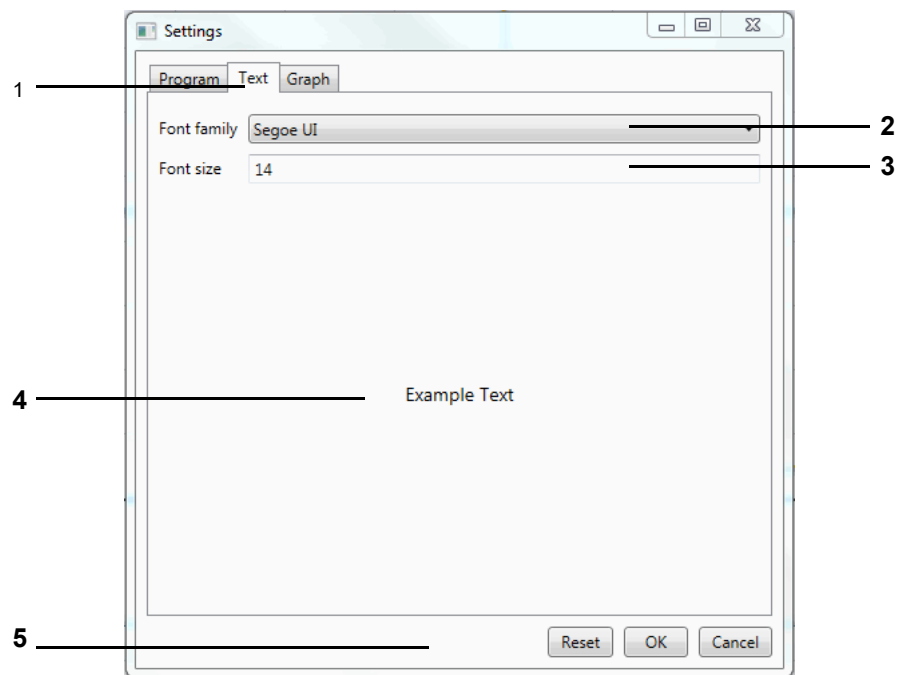 Settings
Program Text Graph
1
Font family Segoe UI
2
Font size 14
3
4
Example Text
5
Reset OK Cancel